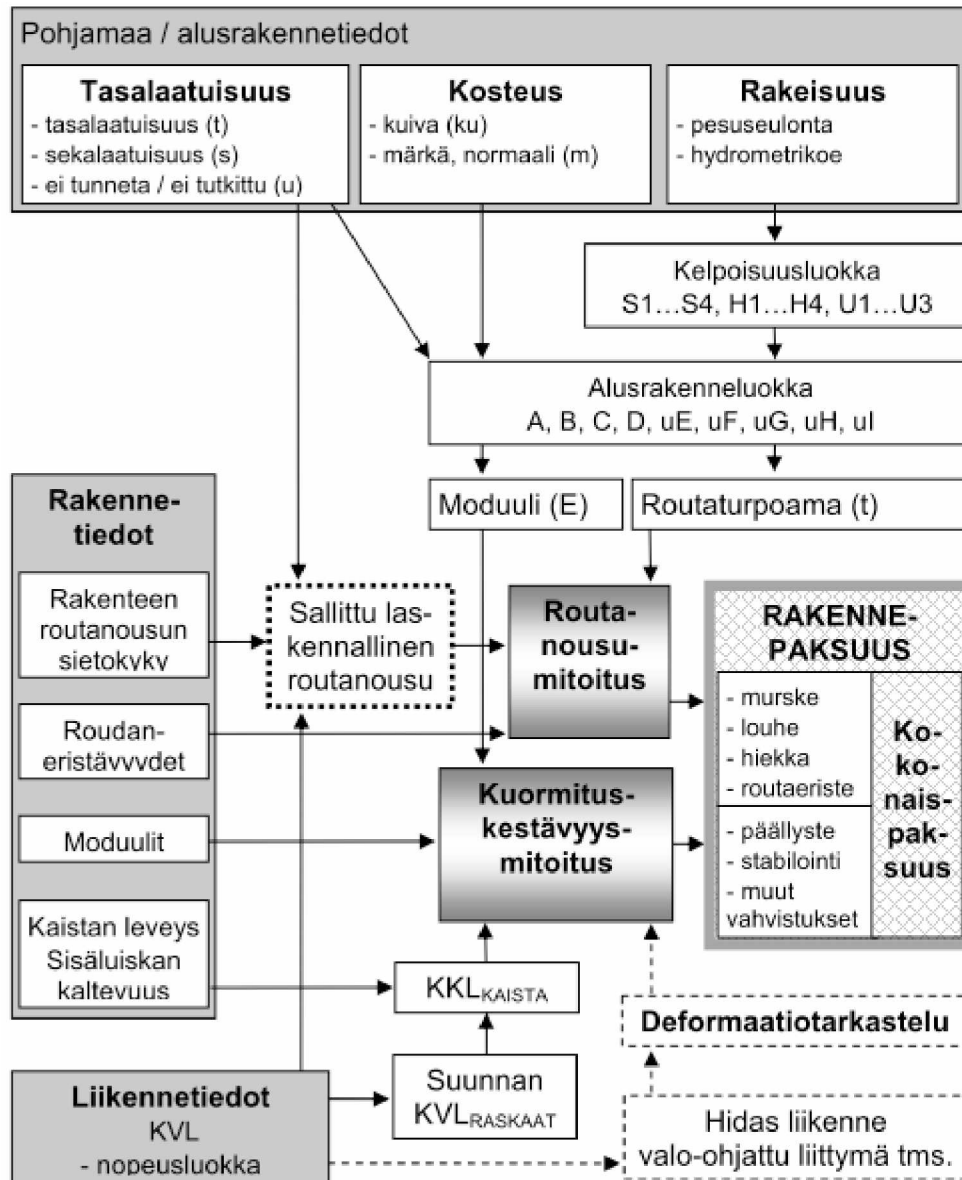 Pohjamaa / alusrakennetiedot
Tasalaatuisuus
- tasalaatuisuus (t)
- sekalaatuisuus (s)
- ei tunneta / ei tutkittu (u)
Kosteus
- kuiva (ku)
- märkä, normaali (m)
Rakeisuus
- pesuseulonta
- hydrometrikoe
Kelpoisuusluokka
S1...S4, H1...H4, U1...U3
Alusrakenneluokka
A, B, C, D, uE, uF, uG, uH, uI
Moduuli (E)
Routaturpoama (t)
Rakenne-
tiedot
Rakenteen
routanousun
sietokyky
Roudan-
eristävyydet
Moduulit
Kaistan leveys
Sisäluiskan
kaltevuus
Sallittu las-
kennallinen
routanousu
Routa-
nousu-
mitoitus
Kuormitus-
kestävyys-
mitoitus
RAKENNE-
PAKSUUS
- murske
- louhe
- hiekka
- routaeriste
- päällyste
- stabilointi
- muut
vahvistukset
Ko-
ko-
nais-
pak-
suus
KKL KAISTA
Suunnan
KVL RASKAAT
Deformaatiotarkastelu
Hidas liikenne
valo-ohjattu liittymä tms.
Liikennetiedot
KVL
- nopeusluokka